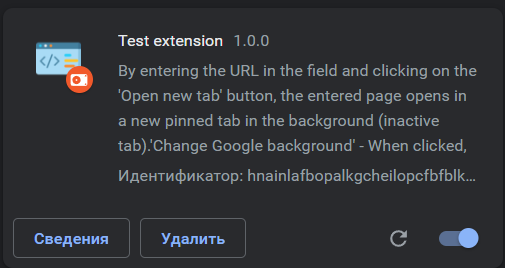 Test extension 1.0.0
By entering the URL in the field and clicking on the
'Open new tab' button, the entered page opens in
a new pinned tab in the background (inactive
tab).'Change Google background' - When clicked,
Идентификатор: hnainlafbopalkgcheilopcfbfblk...
Сведения
Удалить